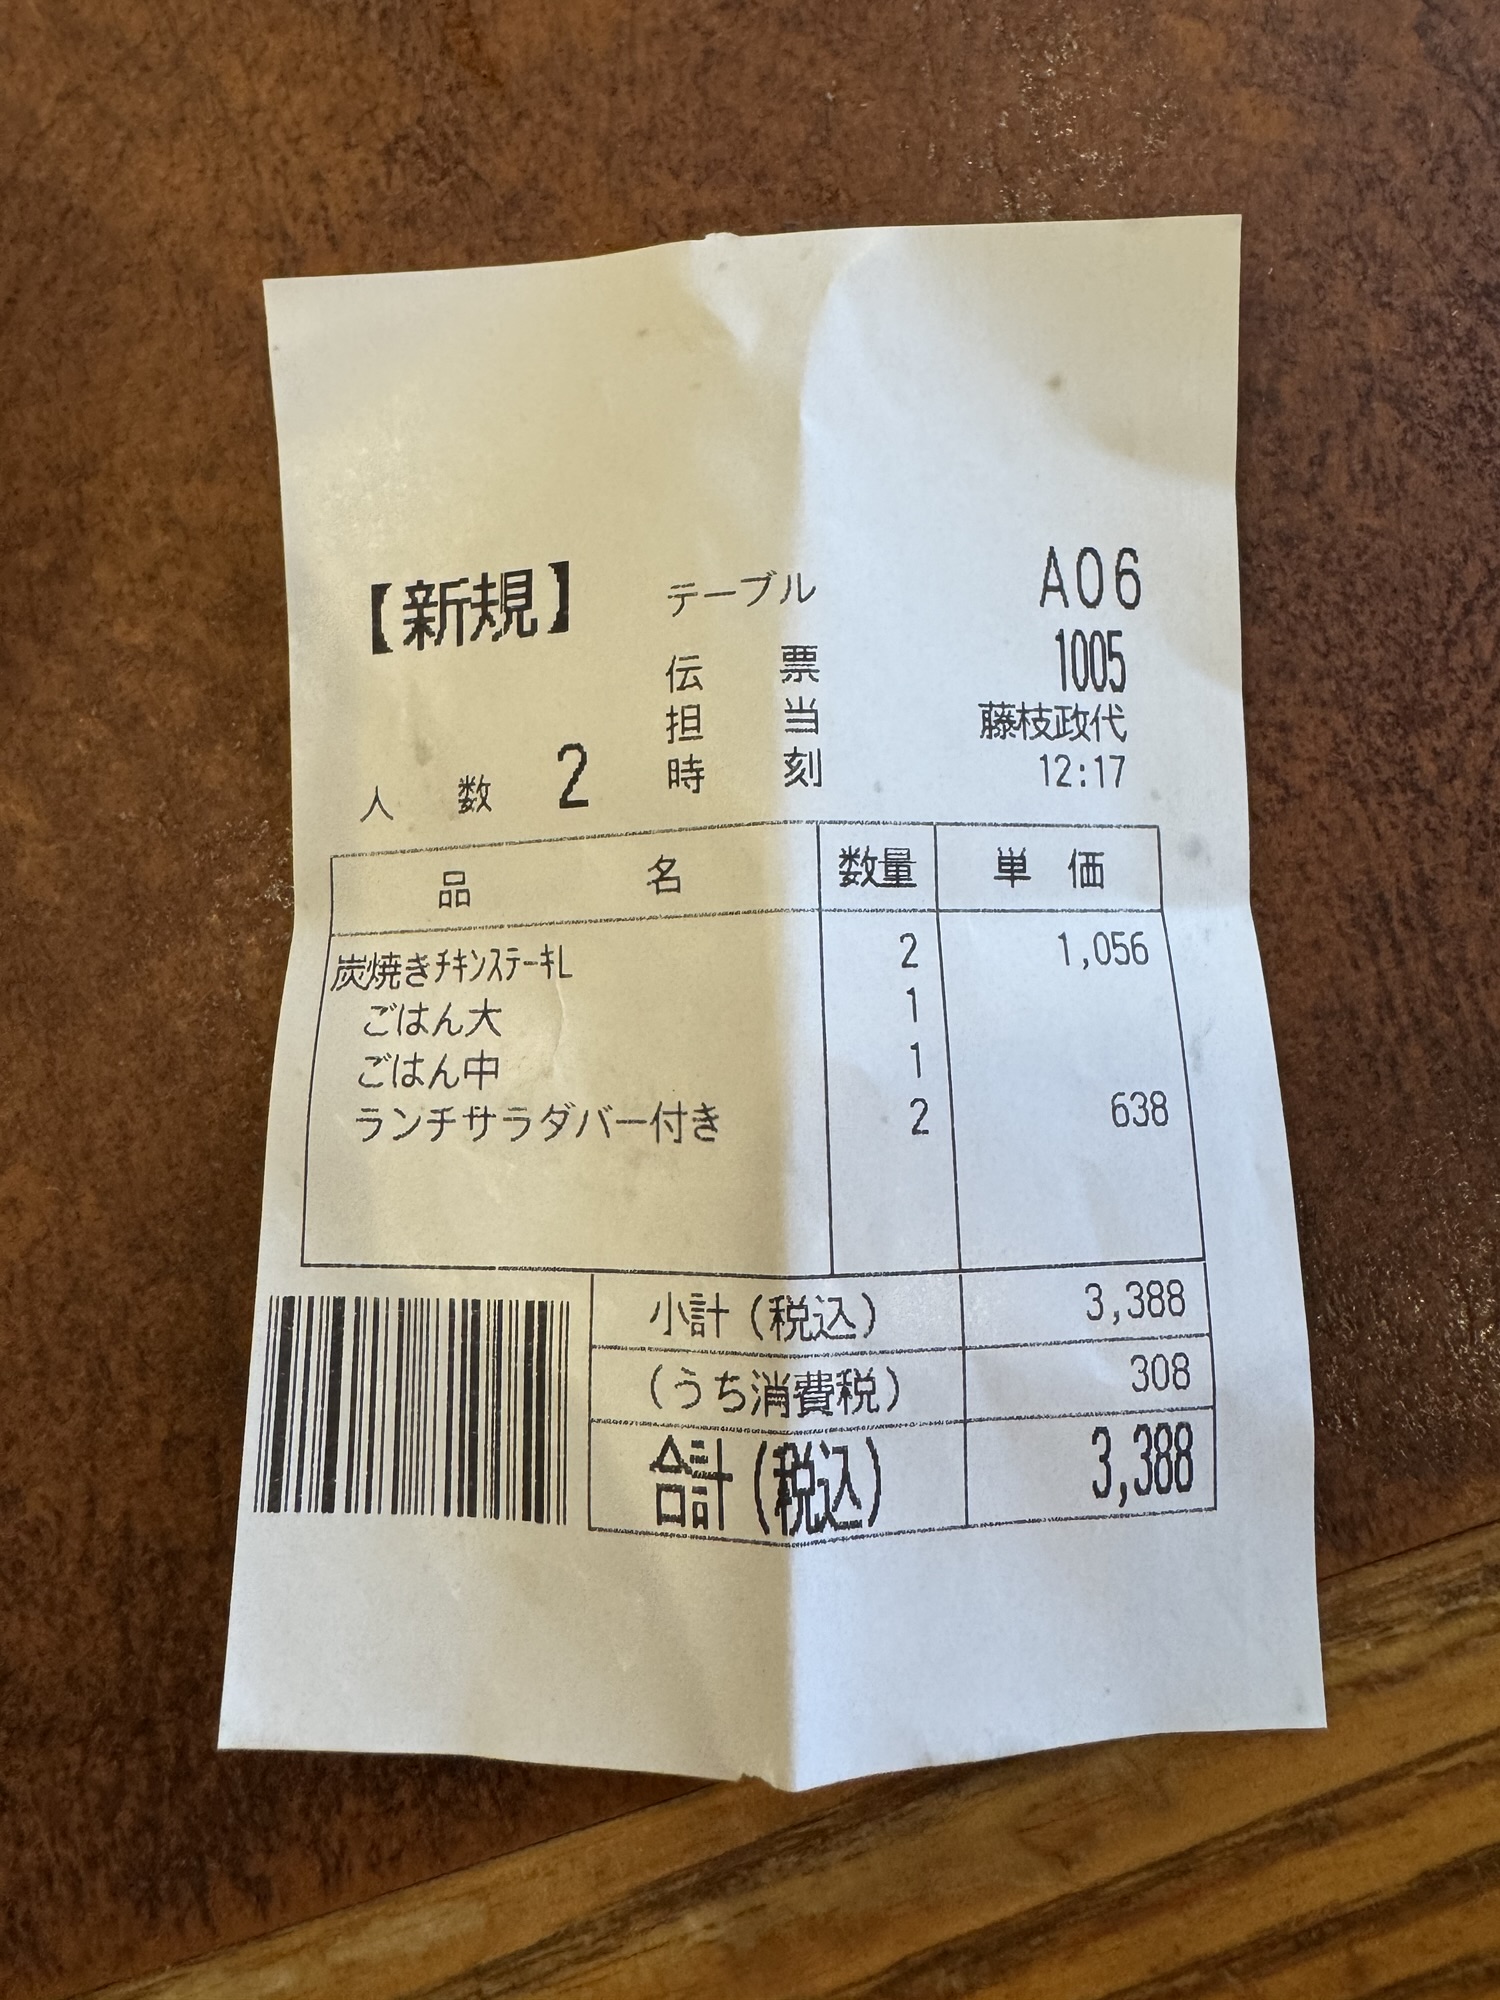 【新規】 テーブル A06
伝票 1005
担当 藤枝政代
人数 2 時刻 12:17
品名 数量 単価
炭焼きﾁｷﾝｽﾃｰｷL 2 1,056
ごはん大 1
ごはん中 1
ランチサラダバー付き 2 638
小計(税込) 3,388
(うち消費税) 308
合計(税込) 3,388